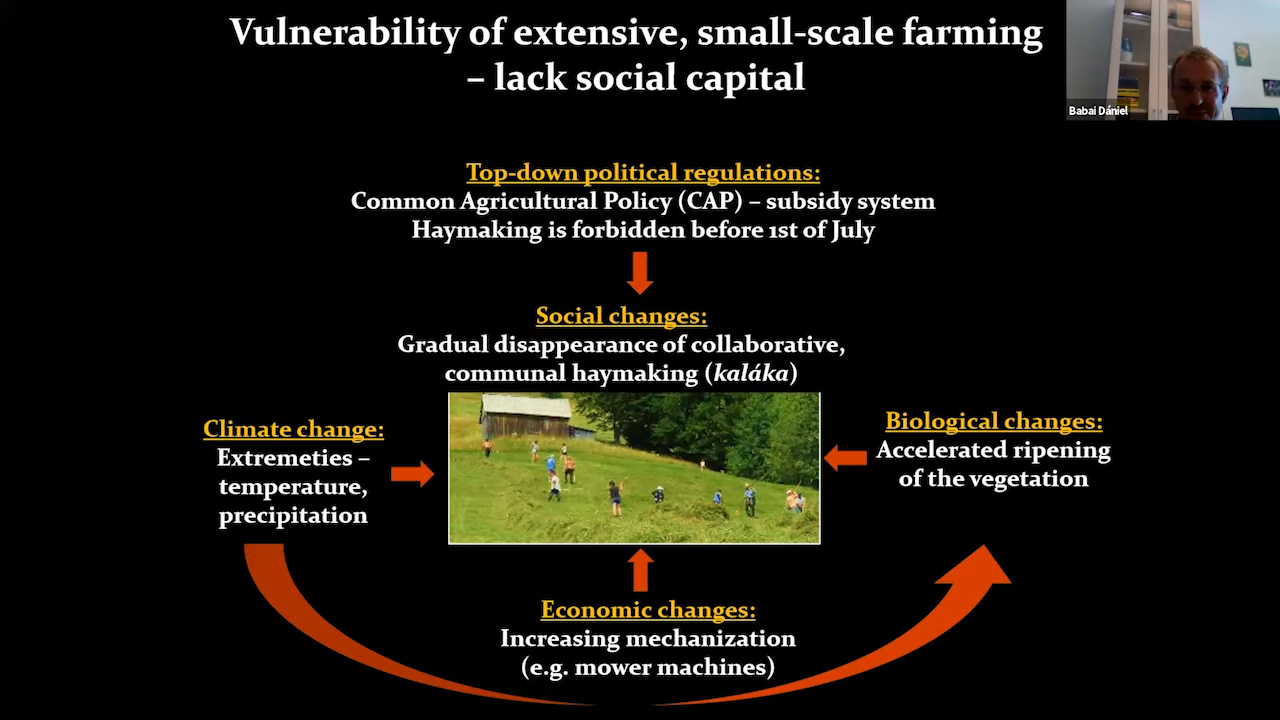 Vulnerability of extensive, small-scale farming
– lack social capital
Babai Dániel
Top-down political regulations:
Common Agricultural Policy (CAP) – subsidy system
Haymaking is forbidden before 1st of July
Social changes:
Gradual disappearance of collaborative,
communal haymaking (kaláka)
Climate change:
Extremeties –
temperature,
precipitation
Biological changes:
Accelerated ripening
of the vegetation
Economic changes:
Increasing mechanization
(e.g. mower machines)